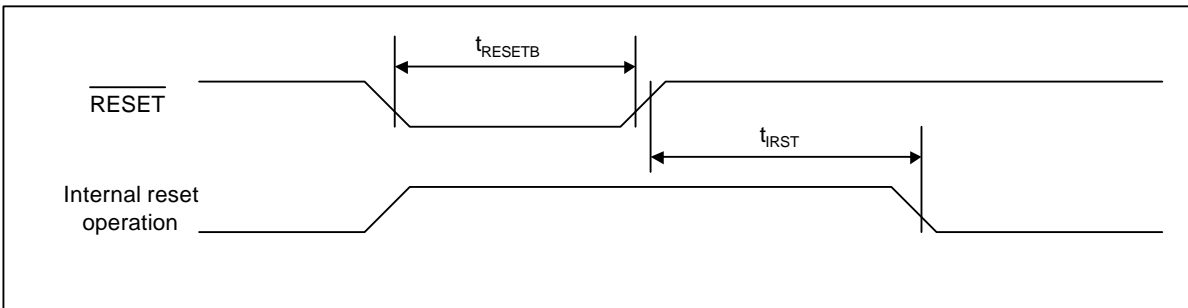 tRESETB
RESET
tIRST
Internal reset
operation